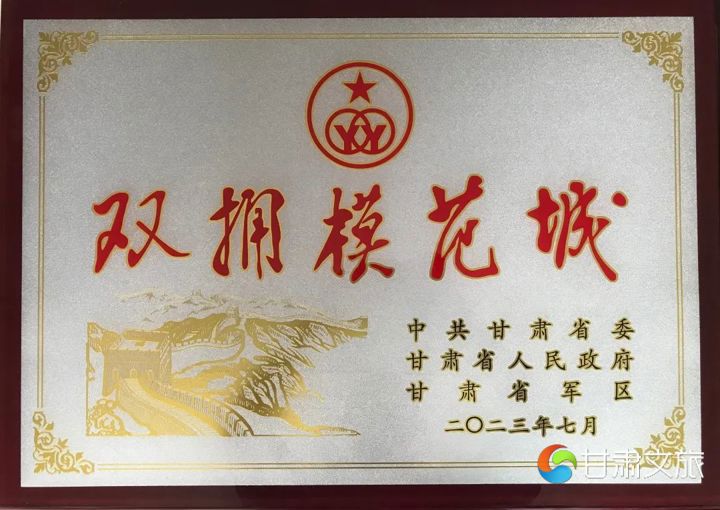 双拥模范城
中共甘肃省委
甘肃省人民政府
甘肃省军区
二〇二三年七月
甘肃文旅